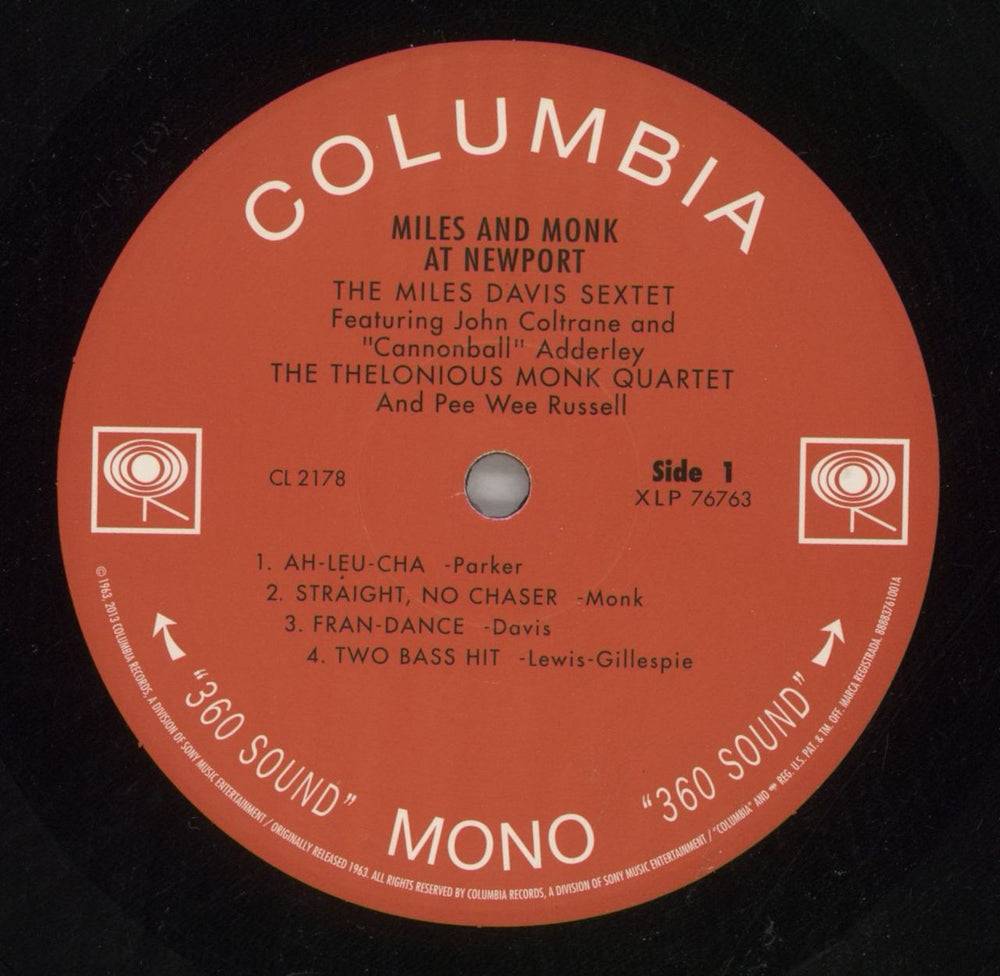 COLUMBIA
MILES AND MONK
AT NEWPORT
THE MILES DAVIS SEXTET
Featuring John Coltrane and
"Cannonball" Adderley
THE THELONIOUS MONK QUARTET
And Pee Wee Russell
CL 2178
Side 1
XLP 76763
1. AH-LEU-CHA -Parker
2. STRAIGHT, NO CHASER -Monk
3. FRAN-DANCE -Davis
4. TWO BASS HIT -Lewis-Gillespie
"360 SOUND" MONO "360 SOUND"
© 1963, 2013 COLUMBIA RECORDS, A DIVISION OF SONY MUSIC ENTERTAINMENT / ORIGINALLY RELEASED 1963. ALL RIGHTS RESERVED BY COLUMBIA RECORDS, A DIVISION OF SONY MUSIC ENTERTAINMENT / "COLUMBIA" AND REG. U.S. PAT. & TM. OFF. MARCA REGISTRADA. 88883761001A